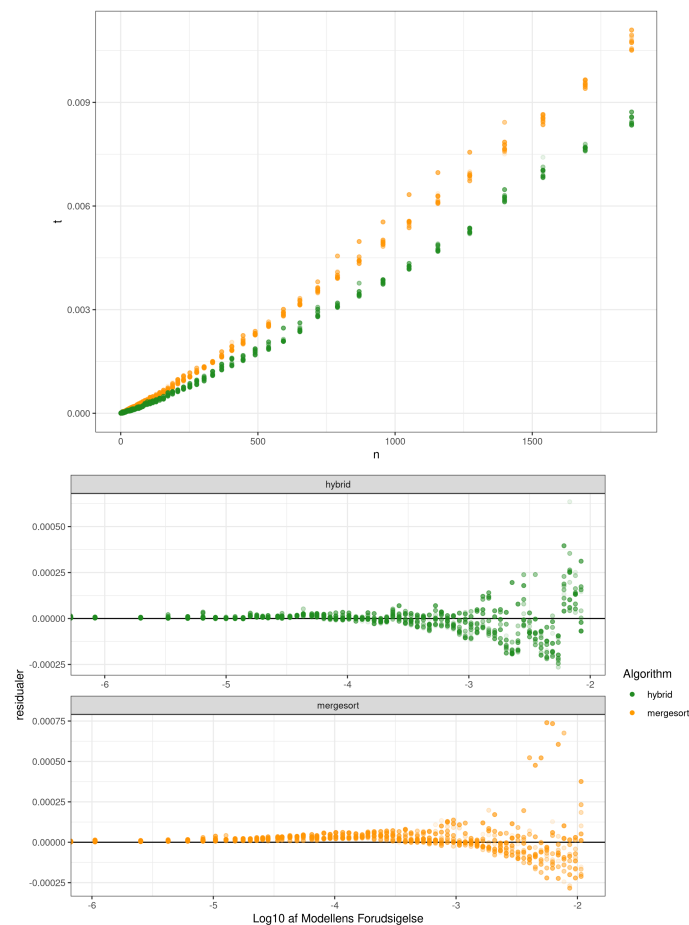 0.009
0.006
0.003
0.000
t
0 500 1000 1500
n
hybrid
0.00050
0.00025
0.00000
-0.00025
-6 -5 -4 -3 -2
residualer
mergesort
0.00075
0.00050
0.00025
0.00000
-0.00025
-6 -5 -4 -3 -2
Log10 af Modellens Forudsigelse
Algorithm
hybrid
mergesort